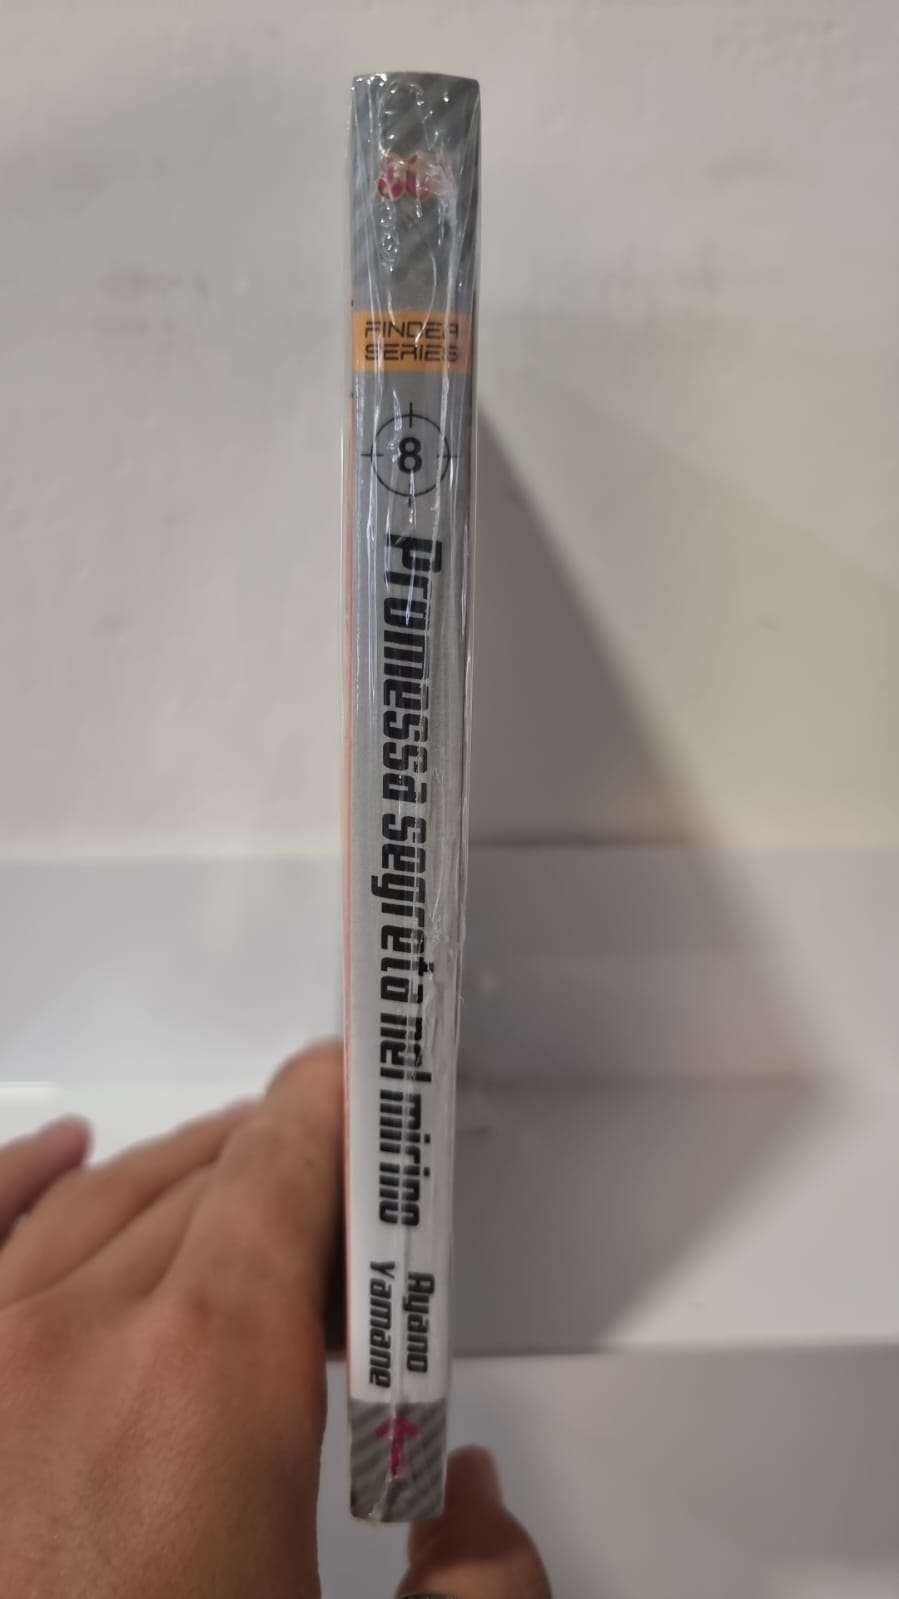 FINDER
SERIES
8
Promessa segreta nel mirino
Ayano
Yamane